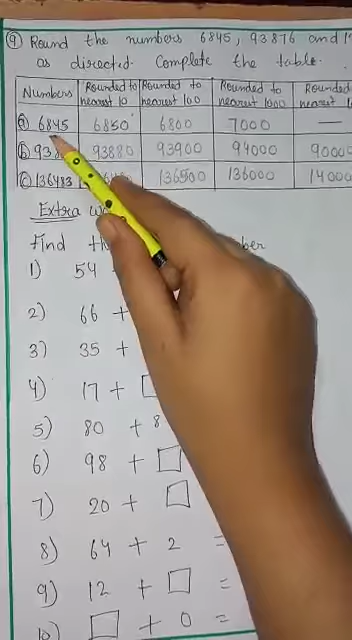 9) Round the numbers 6845, 93876 and
as directed. Complete the table.
Numbers Rounded to nearest 10 Rounded to nearest 100 Rounded to nearest 1000 Rounded nearest
a) 6845 6850 6800 7000 —
b) 93880 93900 94000 90000
c) 136483 136500 136000 14000
Extra
Find
1) 54
2) 66 +
3) 35 +
4) 17 +
5) 80 + 8
6) 98 +
7) 20 +
8) 64 + 2 =
9) 12 + =
10) + 0 =